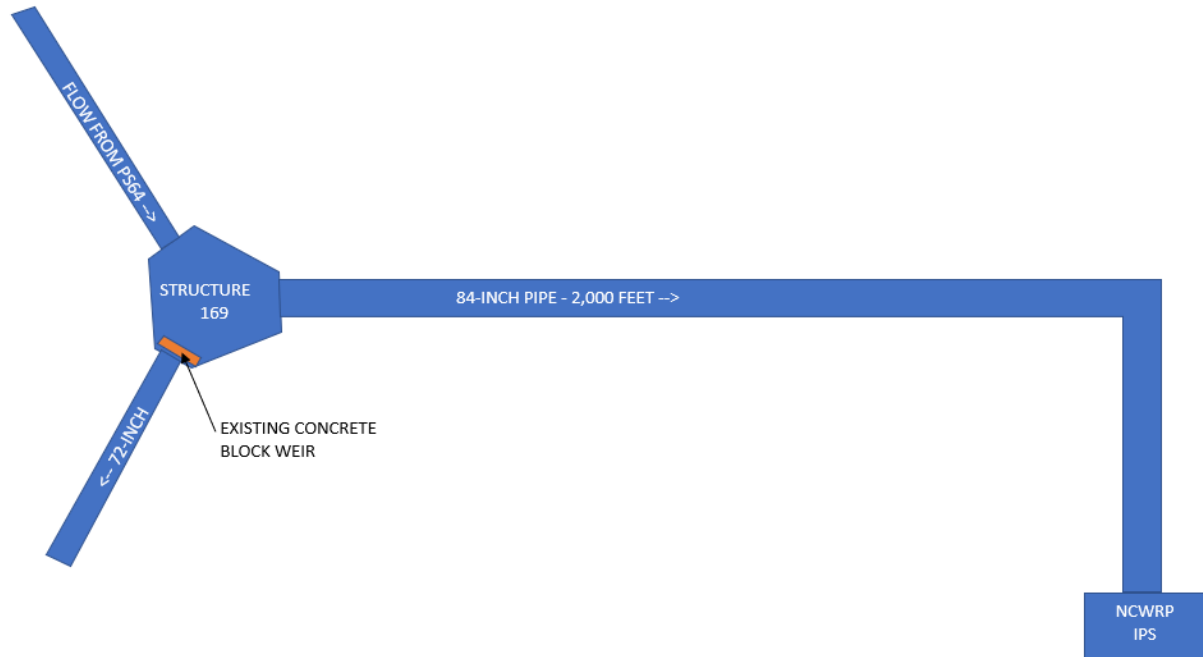 FLOW FROM PS64 -->
STRUCTURE
169
84-INCH PIPE - 2,000 FEET -->
<-- 72-INCH
EXISTING CONCRETE
BLOCK WEIR
NCWRP
IPS